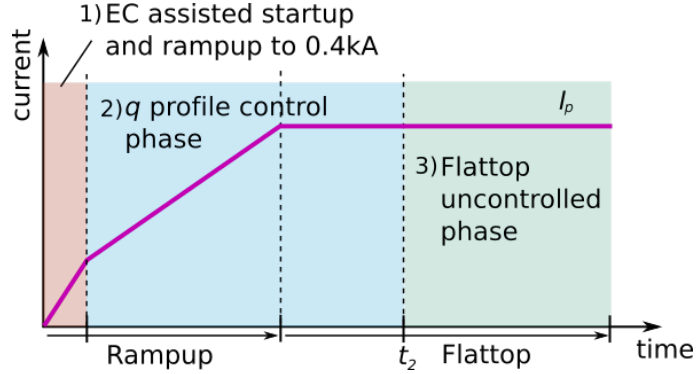 1) EC assisted startup
and rampup to 0.4kA
current
2) q profile control
phase
Ip
3) Flattop
uncontrolled
phase
time
Rampup
t2
Flattop